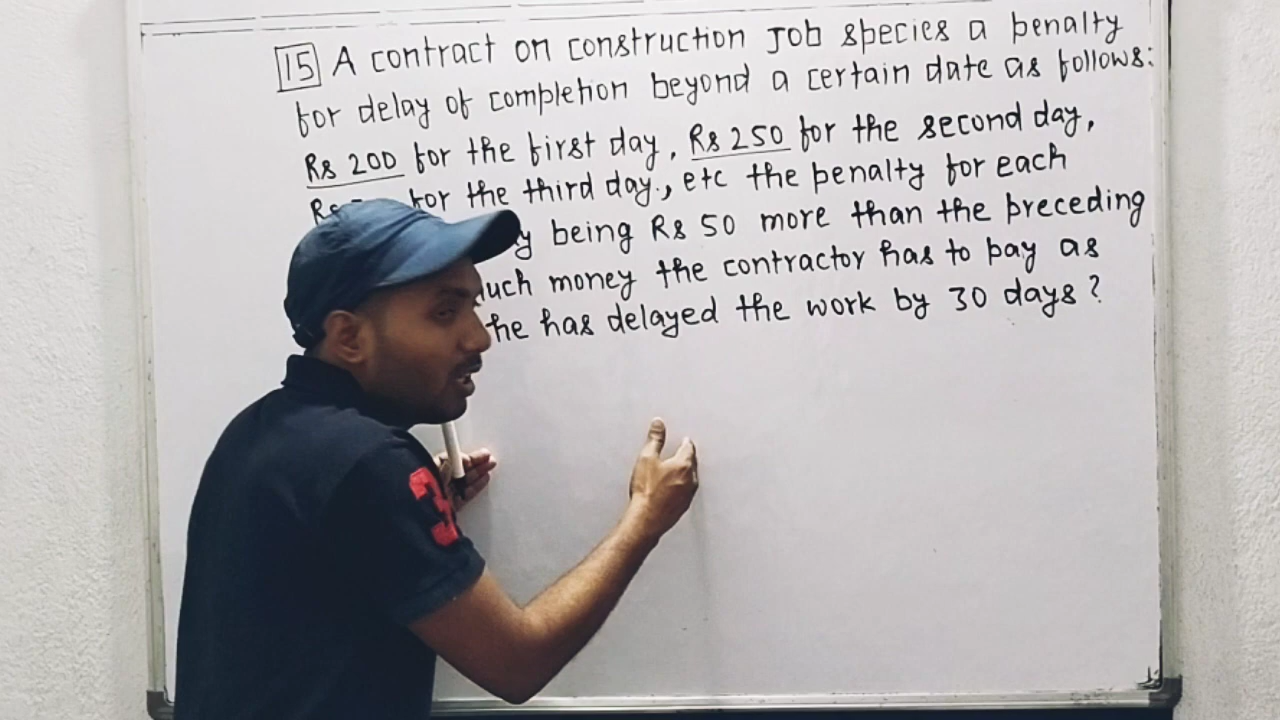 15 A contract on construction Job species a penalty
for delay of completion beyond a certain date as follows:
Rs 200 for the first day, Rs 250 for the second day,
Rs for the third day., etc the penalty for each
being Rs 50 more than the preceding
money the contractor has to pay as
he has delayed the work by 30 days?
3